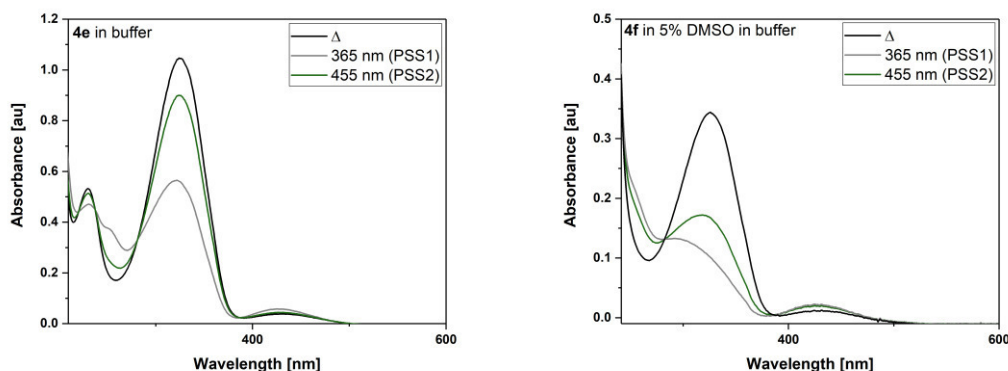 4e in buffer
Δ
365 nm (PSS1)
455 nm (PSS2)
Absorbance [au]
1.2
1.0
0.8
0.6
0.4
0.2
0.0
300
400
600
Wavelength [nm]
4f in 5% DMSO in buffer
Δ
365 nm (PSS1)
455 nm (PSS2)
Absorbance [au]
0.5
0.4
0.3
0.2
0.1
0.0
300
400
600
Wavelength [nm]